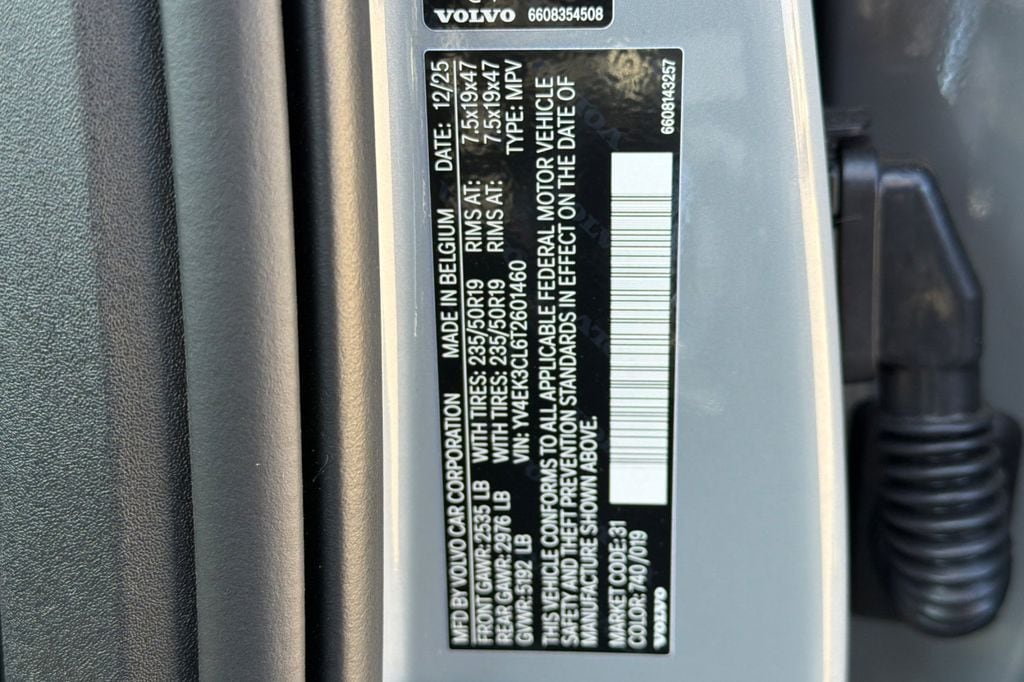 VOLVO 6608354508
MFD BY VOLVO CAR CORPORATION MADE IN BELGIUM DATE: 12/25
FRONT GAWR: 2535 LB WITH TIRES: 235/50R19 RIMS AT: 7.5x19x47
REAR GAWR: 2976 LB WITH TIRES: 235/50R19 RIMS AT: 7.5x19x47
GVWR: 5192 LB VIN: YV4EK3CL6T2601460 TYPE: MPV
THIS VEHICLE CONFORMS TO ALL APPLICABLE FEDERAL MOTOR VEHICLE
SAFETY AND THEFT PREVENTION STANDARDS IN EFFECT ON THE DATE OF
MANUFACTURE SHOWN ABOVE.
MARKET CODE: 31
COLOR: 740/019
VOLVO 6608143257